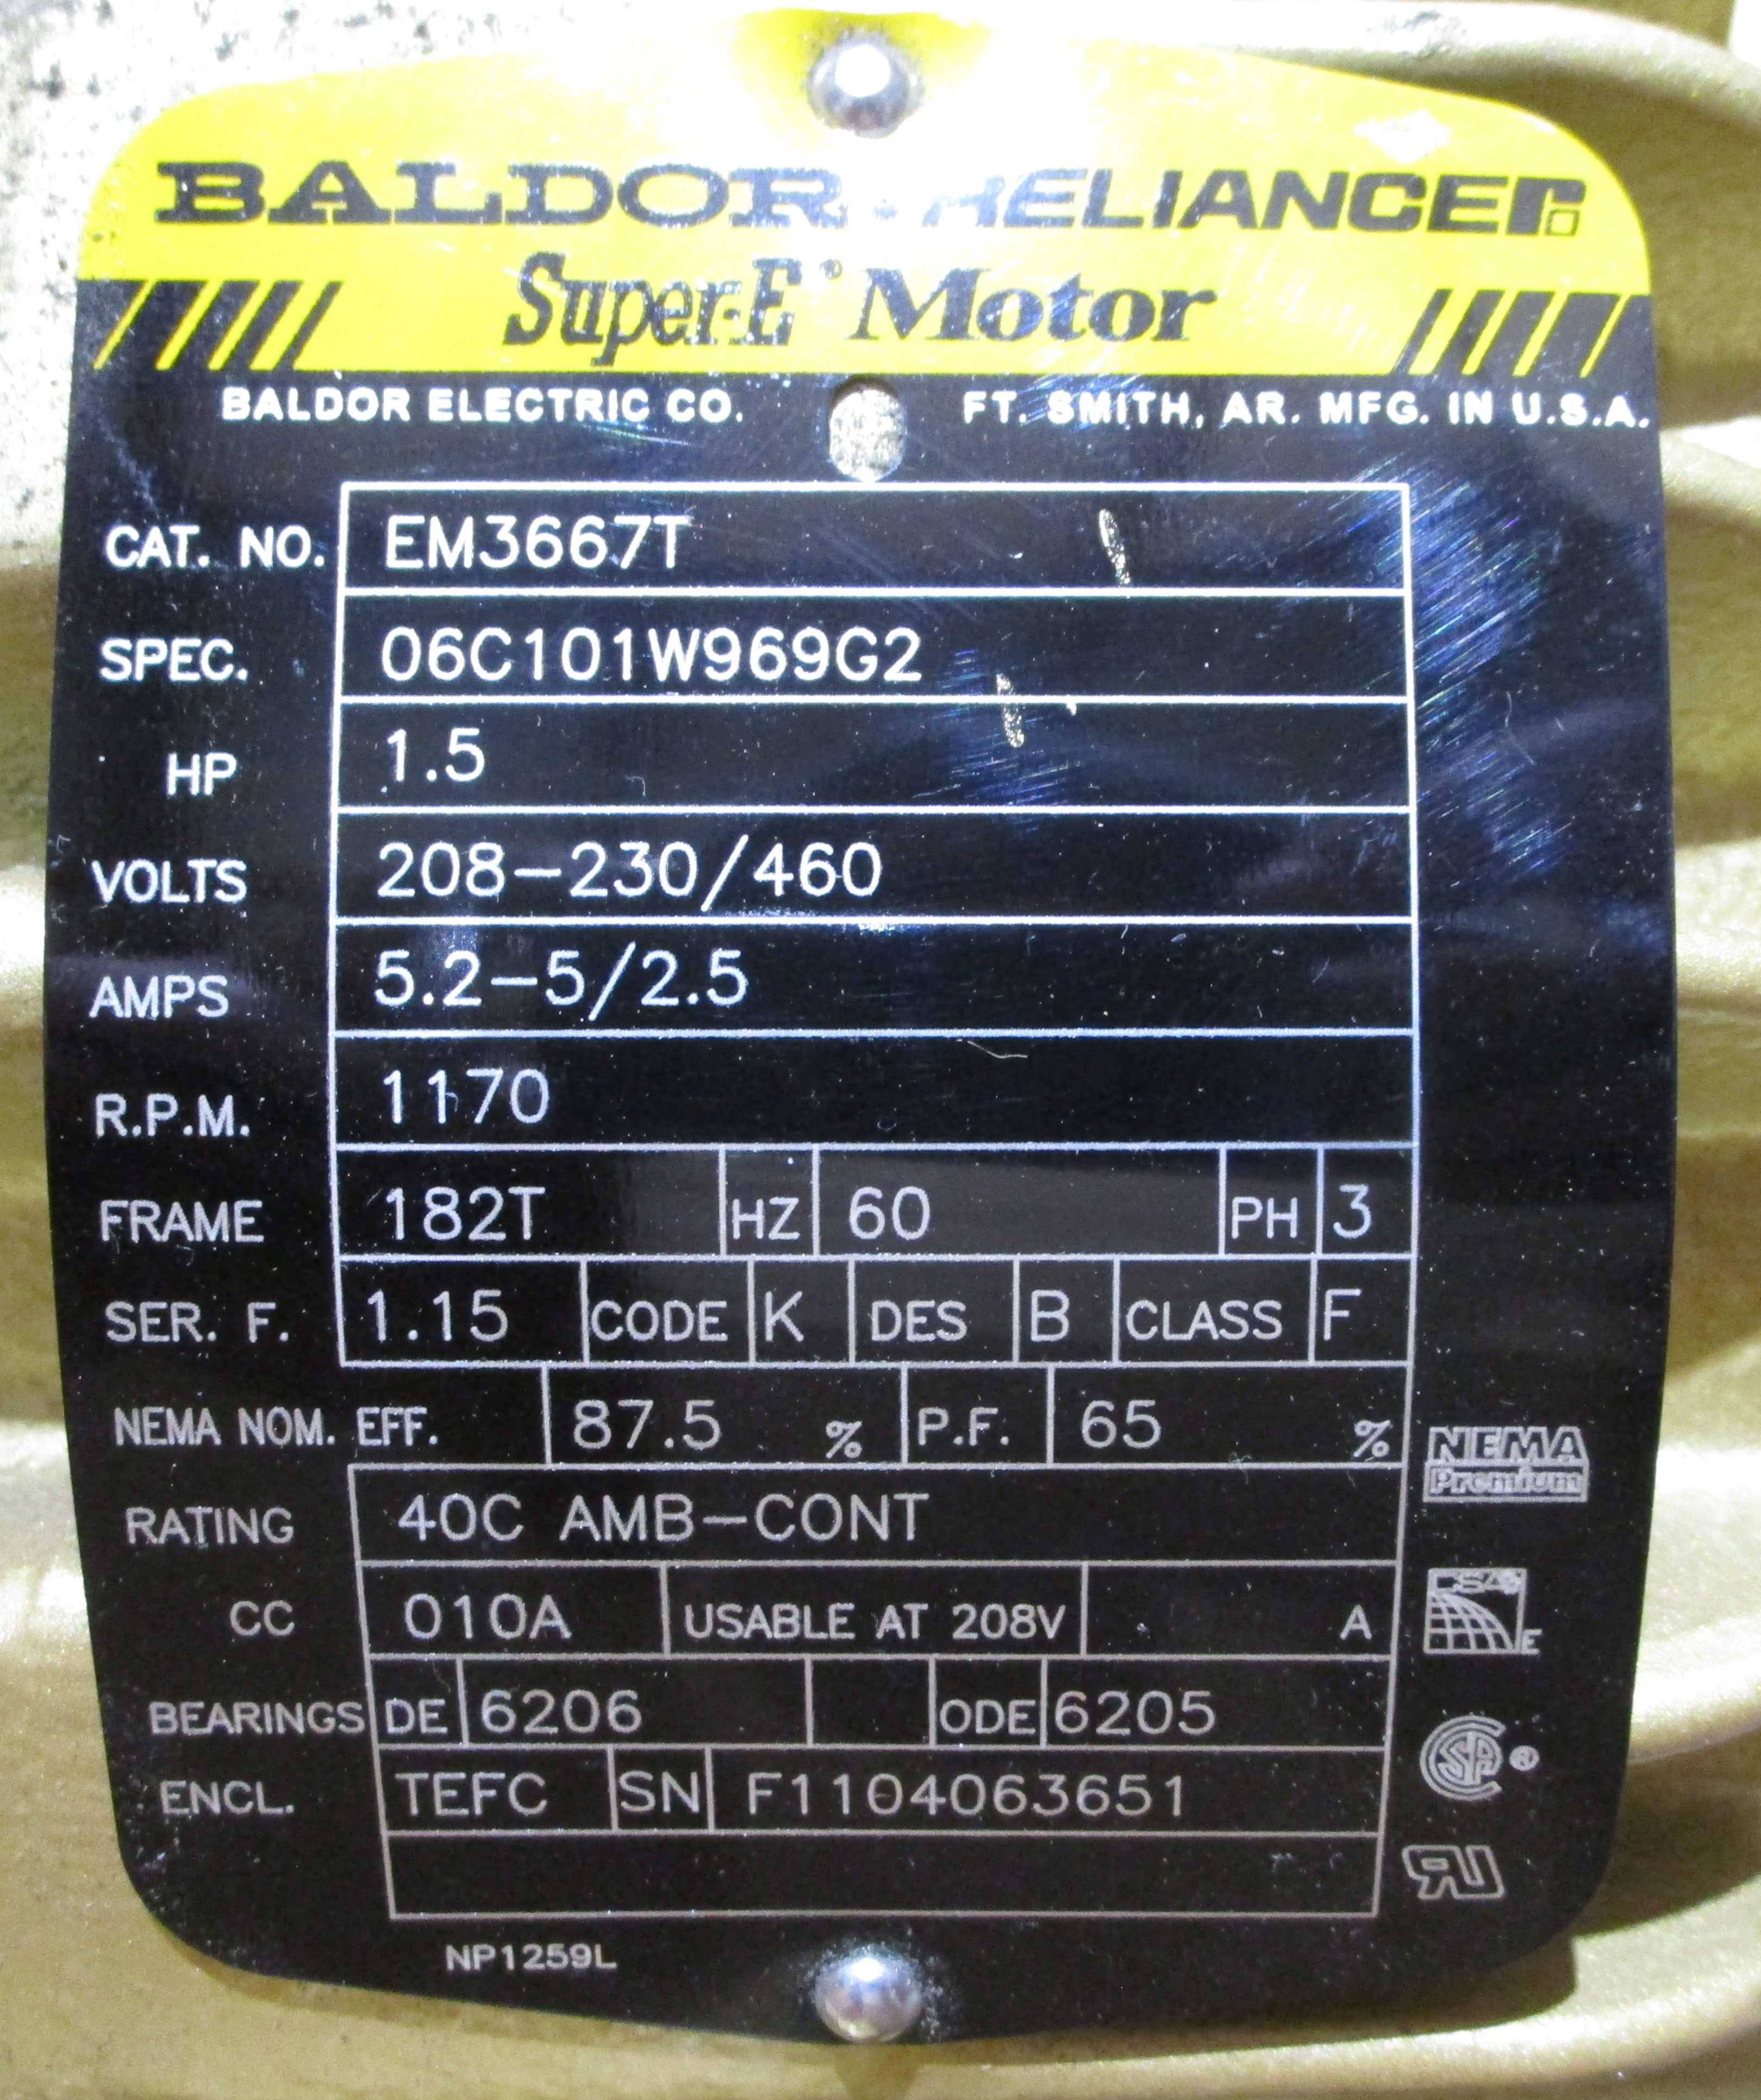 BALDOR · RELIANCE
Super-E® Motor
BALDOR ELECTRIC CO. FT. SMITH, AR. MFG. IN U.S.A.
CAT. NO. EM3667T
SPEC. 06C101W969G2
HP 1.5
VOLTS 208-230/460
AMPS 5.2-5/2.5
R.P.M. 1170
FRAME 182T HZ 60 PH 3
SER. F. 1.15 CODE K DES B CLASS F
NEMA NOM. EFF. 87.5 % P.F. 65 %
NEMA
Premium
RATING 40C AMB-CONT
CC 010A USABLE AT 208V A
E
BEARINGS DE 6206 ODE 6205
ENCL. TEFC SN F1104063651
NP1259L